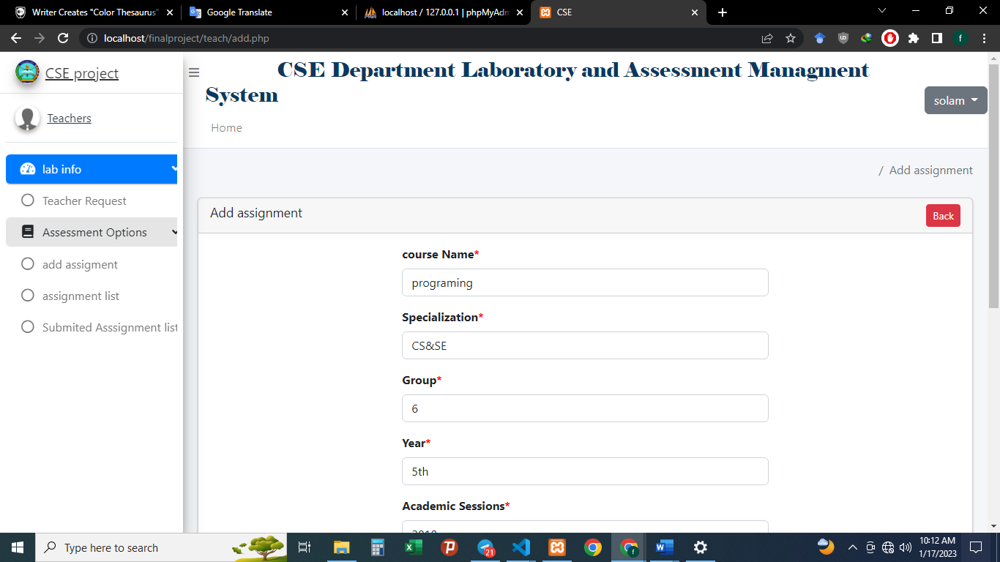 Writer Creates "Color Thesaurus"
Google Translate
localhost / 127.0.0.1 | phpMyAdm
CSE
localhost/finalproject/teach/add.php
CSE project
CSE Department Laboratory and Assessment Managment
System
solam
Teachers
Home
lab info
/ Add assignment
Teacher Request
Add assignment
Back
Assessment Options
course Name*
add assigment
programing
assignment list
Specialization*
Submited Asssignment list
CS&SE
Group*
6
Year*
5th
Academic Sessions*
Type here to search
21
10:12 AM
1/17/2023